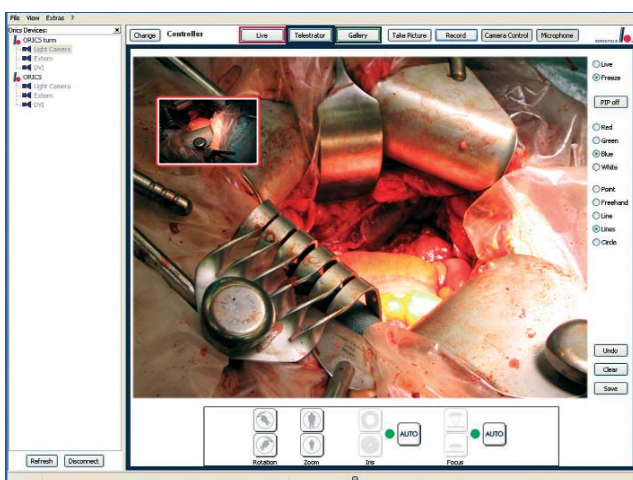 File View Extras ?
Orics Devices:
ORICS turm
Light Camera
Extern
DVI
ORICS
Light Camera
Extern
DVI
Refresh Disconnect
Change Controller Live Telestrator Gallery Take Picture Record Camera Control Microphone
Live
Freeze
PIP off
Red
Green
Blue
White
Point
Freehand
Line
Lines
Circle
Undo
Clear
Save
AUTO AUTO
Rotation Zoom Iris Focus